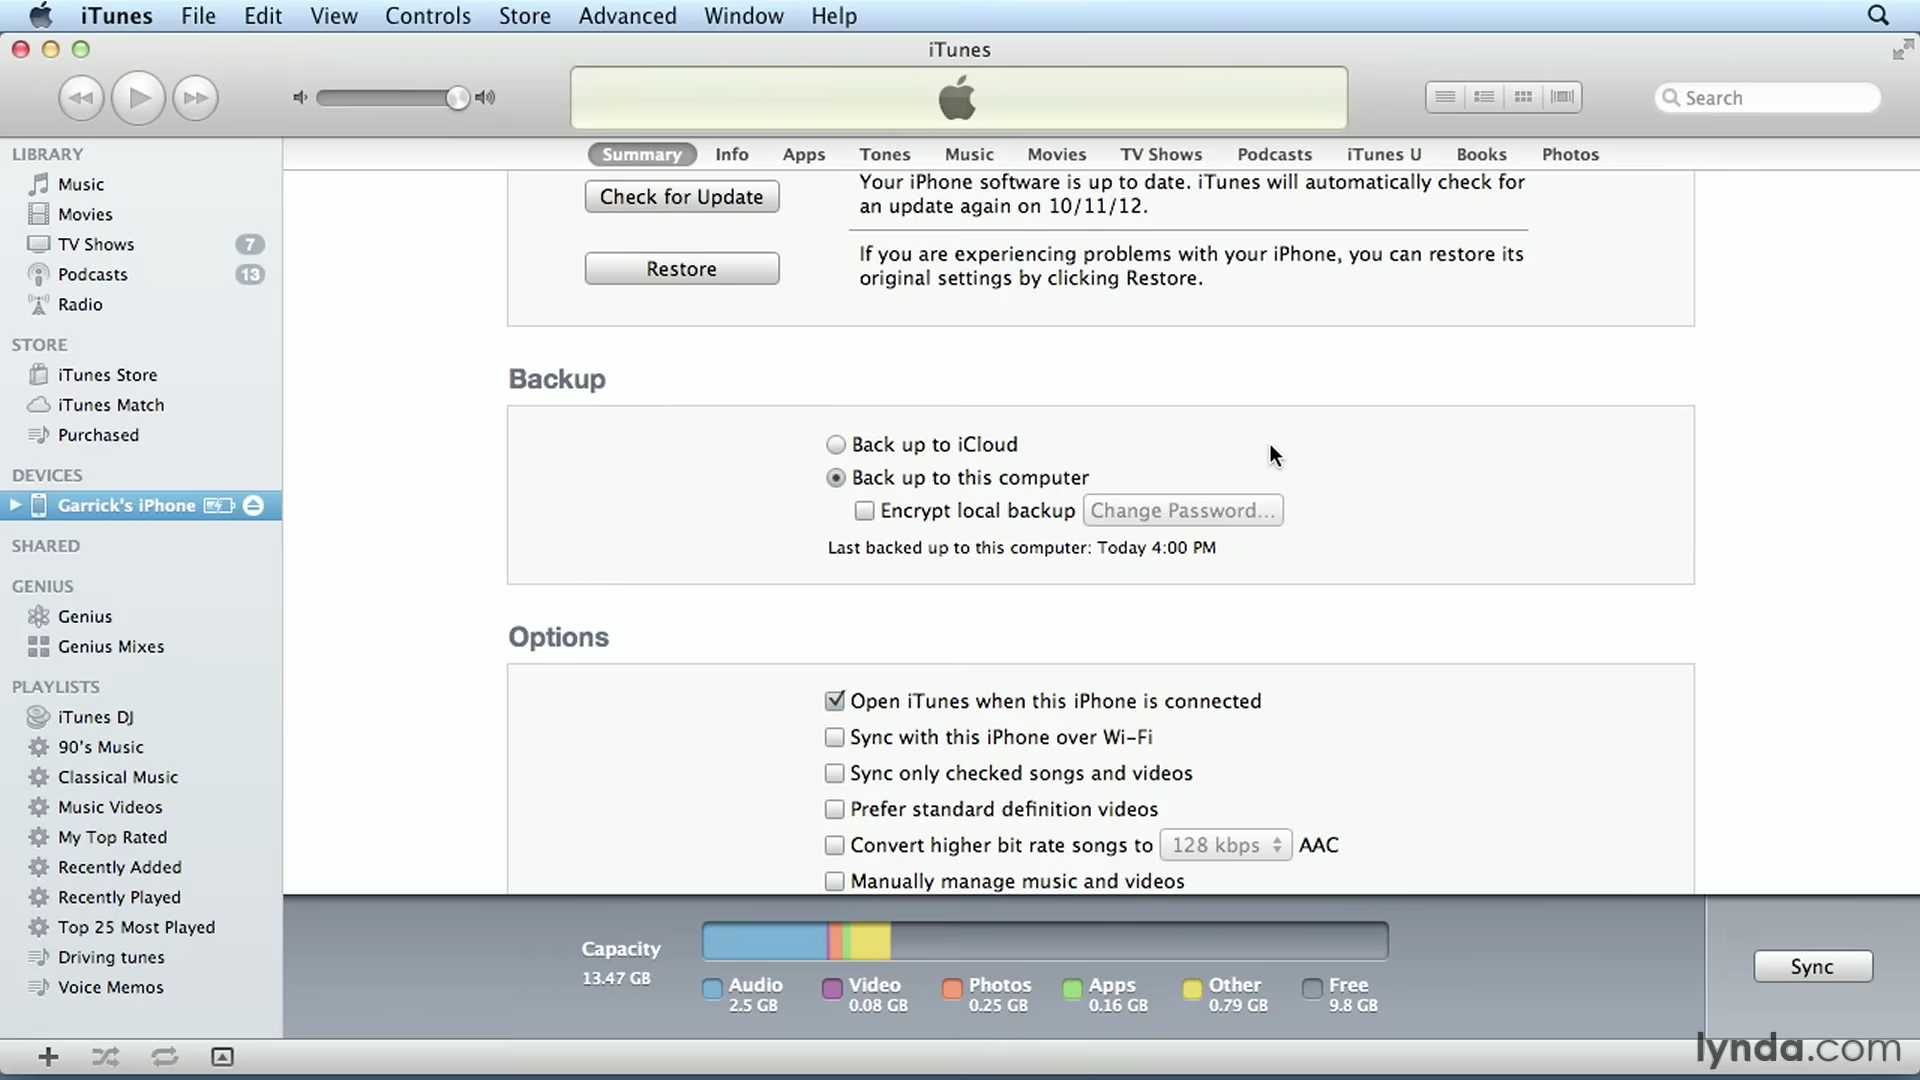 iTunes File Edit View Controls Store Advanced Window Help
iTunes
Search
LIBRARY
Music
Movies
TV Shows 7
Podcasts 13
Radio
STORE
iTunes Store
iTunes Match
Purchased
DEVICES
Garrick's iPhone
SHARED
GENIUS
Genius
Genius Mixes
PLAYLISTS
iTunes DJ
90's Music
Classical Music
Music Videos
My Top Rated
Recently Added
Recently Played
Top 25 Most Played
Driving tunes
Voice Memos
Summary Info Apps Tones Music Movies TV Shows Podcasts iTunes U Books Photos
Check for Update
Your iPhone software is up to date. iTunes will automatically check for
an update again on 10/11/12.
Restore
If you are experiencing problems with your iPhone, you can restore its
original settings by clicking Restore.
Backup
Back up to iCloud
Back up to this computer
Encrypt local backup Change Password...
Last backed up to this computer: Today 4:00 PM
Options
Open iTunes when this iPhone is connected
Sync with this iPhone over Wi-Fi
Sync only checked songs and videos
Prefer standard definition videos
Convert higher bit rate songs to 128 kbps AAC
Manually manage music and videos
Capacity
13.47 GB
Audio
2.5 GB
Video
0.08 GB
Photos
0.25 GB
Apps
0.16 GB
Other
0.79 GB
Free
9.8 GB
Sync
lynda.com